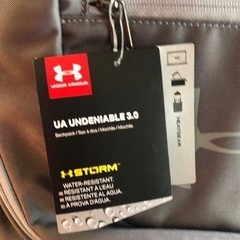 UNDER ARMOUR
UA UNDENIABLE 3.0
Backpack / Sac à dos / Mochila / Mochila
STORM
WATER-RESISTANT.
RÉSISTANT À L'EAU
RESISTENTE AL AGUA.
À PROVA D'ÁGUA.
HEATGEAR